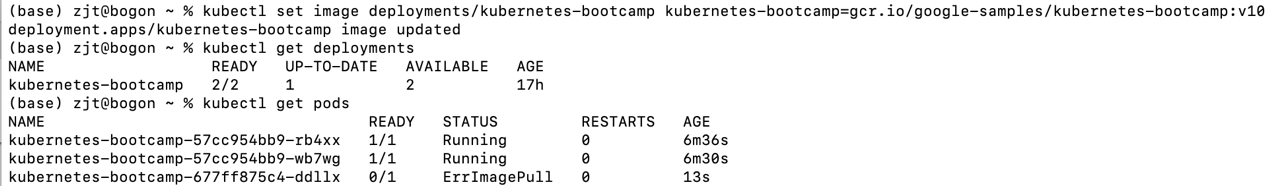 (base) zjt@bogon ~ % kubectl set image deployments/kubernetes-bootcamp kubernetes-bootcamp=gcr.io/google-samples/kubernetes-bootcamp:v10
deployment.apps/kubernetes-bootcamp image updated
(base) zjt@bogon ~ % kubectl get deployments
NAME                  READY   UP-TO-DATE   AVAILABLE   AGE
kubernetes-bootcamp   2/2     1            2           17h
(base) zjt@bogon ~ % kubectl get pods
NAME                                   READY   STATUS         RESTARTS   AGE
kubernetes-bootcamp-57cc954bb9-rb4xx   1/1     Running        0          6m36s
kubernetes-bootcamp-57cc954bb9-wb7wg   1/1     Running        0          6m30s
kubernetes-bootcamp-677ff875c4-ddllx   0/1     ErrImagePull   0          13s